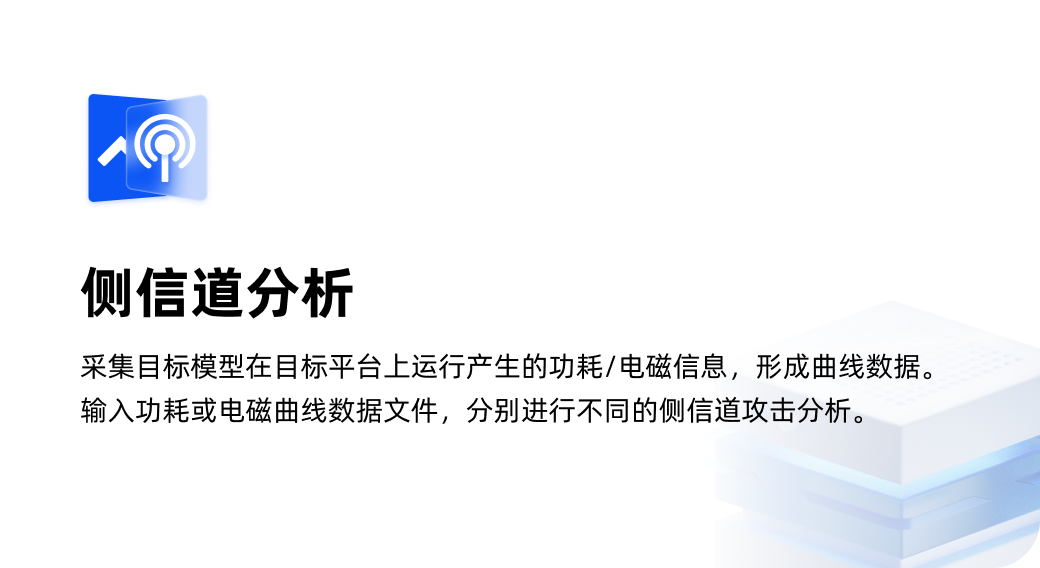 侧信道分析
采集目标模型在目标平台上运行产生的功耗/电磁信息，形成曲线数据。
输入功耗或电磁曲线数据文件，分别进行不同的侧信道攻击分析。